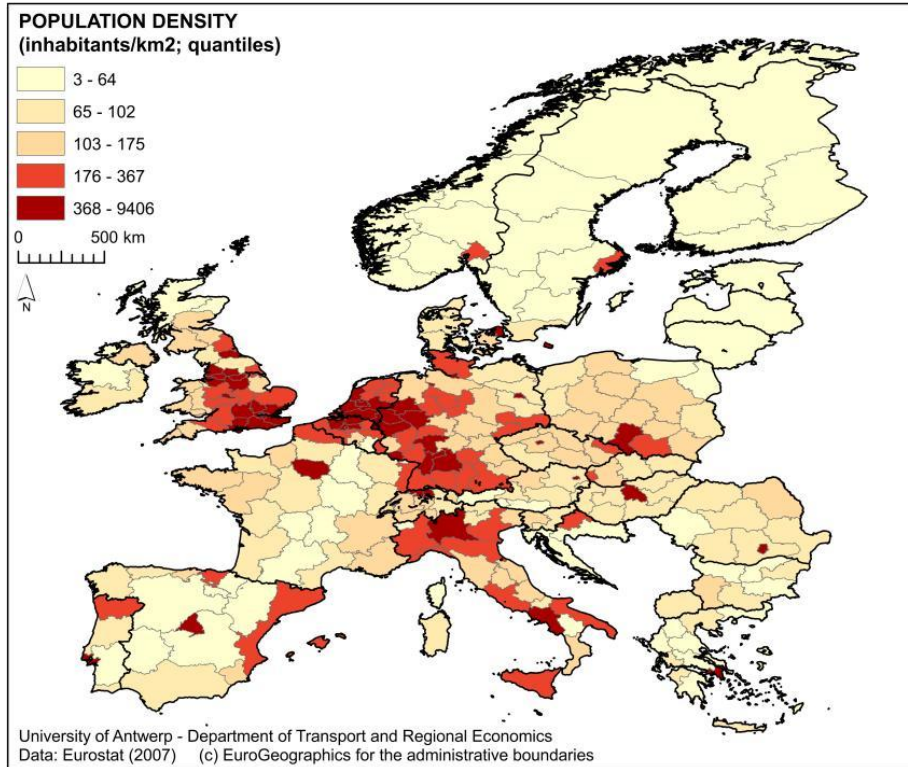 POPULATION DENSITY
(inhabitants/km2; quantiles)
3 - 64
65 - 102
103 - 175
176 - 367
368 - 9406
0 500 km
N
University of Antwerp - Department of Transport and Regional Economics
Data: Eurostat (2007) (c) EuroGeographics for the administrative boundaries